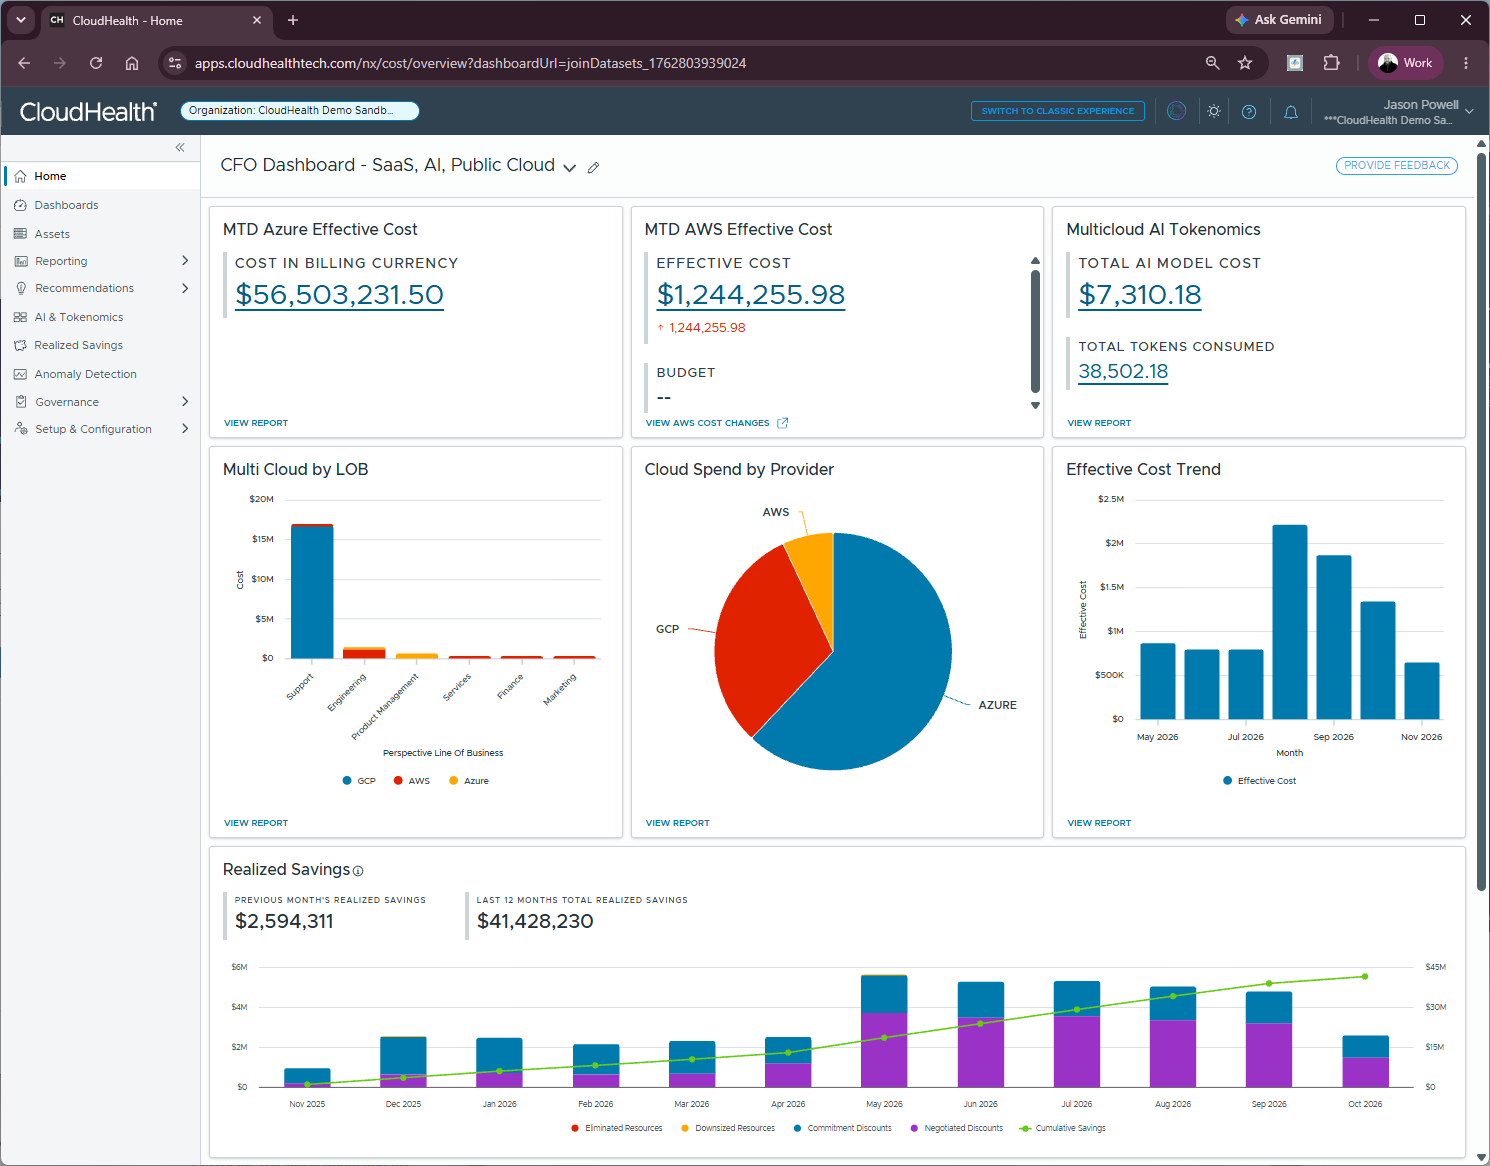 CH CloudHealth - Home
Ask Gemini
apps.cloudhealthtech.com/nx/cost/overview?dashboardUrl=joinDatasets_1762803939024
Work
CloudHealth
Organization: CloudHealth Demo Sandb...
SWITCH TO CLASSIC EXPERIENCE
Jason Powell
***CloudHealth Demo Sa...
Home
Dashboards
Assets
Reporting
Recommendations
AI & Tokenomics
Realized Savings
Anomaly Detection
Governance
Setup & Configuration
CFO Dashboard - SaaS, AI, Public Cloud
PROVIDE FEEDBACK
MTD Azure Effective Cost
COST IN BILLING CURRENCY
$56,503,231.50
VIEW REPORT
MTD AWS Effective Cost
EFFECTIVE COST
$1,244,255.98
↑ 1,244,255.98
BUDGET
--
VIEW AWS COST CHANGES
Multicloud AI Tokenomics
TOTAL AI MODEL COST
$7,310.18
TOTAL TOKENS CONSUMED
38,502.18
VIEW REPORT
Multi Cloud by LOB
$20M
$15M
$10M
$5M
$0
Cost
Support
Engineering
Product Management
Services
Finance
Marketing
Perspective Line Of Business
GCP AWS Azure
VIEW REPORT
Cloud Spend by Provider
AWS
GCP
AZURE
VIEW REPORT
Effective Cost Trend
$2.5M
$2M
$1.5M
$1M
$500K
$0
Effective Cost
May 2026 Jul 2026 Sep 2026 Nov 2026
Month
Effective Cost
VIEW REPORT
Realized Savings
PREVIOUS MONTH'S REALIZED SAVINGS
$2,594,311
LAST 12 MONTHS TOTAL REALIZED SAVINGS
$41,428,230
$6M $45M
$4M $30M
$2M $15M
$0 $0
Nov 2025 Dec 2025 Jan 2026 Feb 2026 Mar 2026 Apr 2026 May 2026 Jun 2026 Jul 2026 Aug 2026 Sep 2026 Oct 2026
Eliminated Resources Downsized Resources Commitment Discounts Negotiated Discounts Cumulative Savings